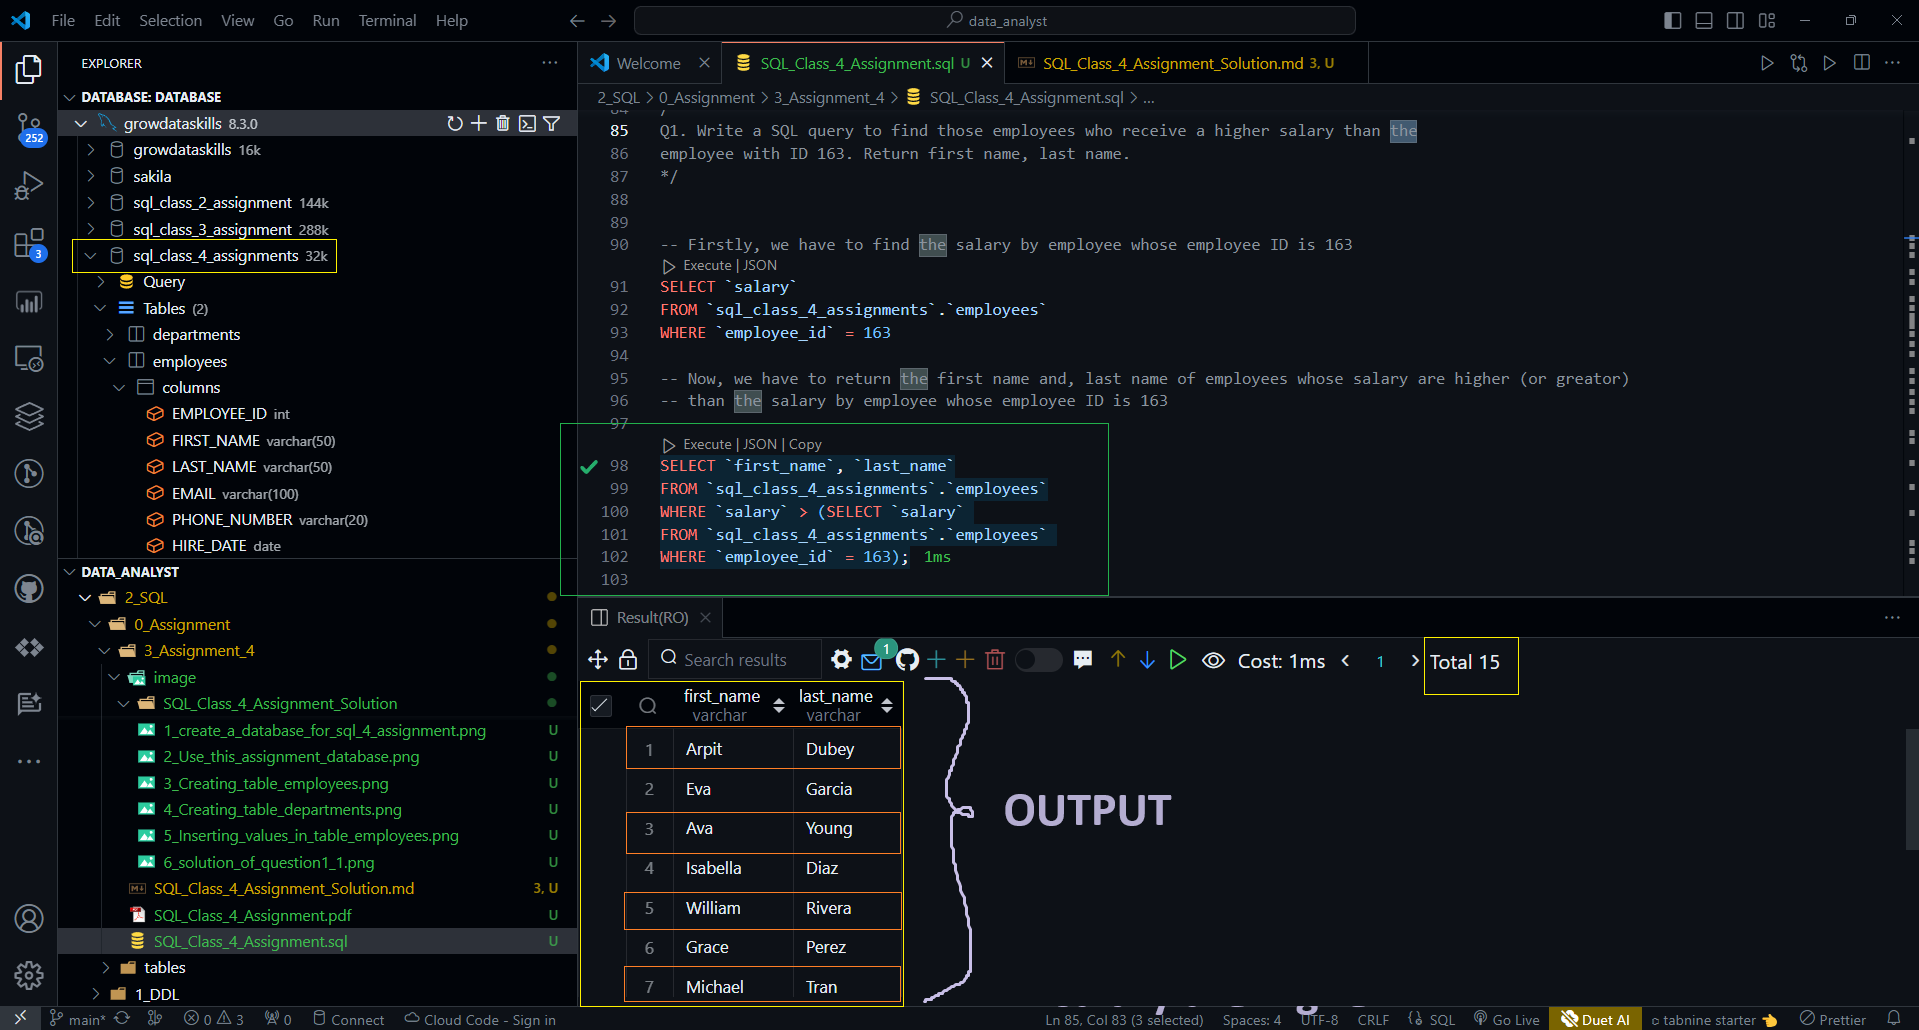 File Edit Selection View Go Run Terminal Help
data_analyst
EXPLORER
DATABASE: DATABASE
growdataskills 8.3.0
growdataskills 16k
sakila
sql_class_2_assignment 144k
sql_class_3_assignment 288k
sql_class_4_assignments 32k
Query
Tables (2)
departments
employees
columns
EMPLOYEE_ID int
FIRST_NAME varchar(50)
LAST_NAME varchar(50)
EMAIL varchar(100)
PHONE_NUMBER varchar(20)
HIRE_DATE date
252
3
DATA_ANALYST
2_SQL
0_Assignment
3_Assignment_4
image
SQL_Class_4_Assignment_Solution
1_create_a_database_for_sql_4_assignment.png U
2_Use_this_assignment_database.png U
3_Creating_table_employees.png U
4_Creating_table_departments.png U
5_Inserting_values_in_table_employees.png U
6_solution_of_question1_1.png U
SQL_Class_4_Assignment_Solution.md 3, U
SQL_Class_4_Assignment.pdf U
SQL_Class_4_Assignment.sql U
tables
1_DDL
Welcome
SQL_Class_4_Assignment.sql U
SQL_Class_4_Assignment_Solution.md 3, U
2_SQL > 0_Assignment > 3_Assignment_4 > SQL_Class_4_Assignment.sql > ...
85 Q1. Write a SQL query to find those employees who receive a higher salary than the
86 employee with ID 163. Return first name, last name.
87 */
88
89
90 -- Firstly, we have to find the salary by employee whose employee ID is 163
Execute | JSON
91 SELECT `salary`
92 FROM `sql_class_4_assignments`.`employees`
93 WHERE `employee_id` = 163
94
95 -- Now, we have to return the first name and, last name of employees whose salary are higher (or greator)
96 -- than the salary by employee whose employee ID is 163
97
Execute | JSON | Copy
98 SELECT `first_name`, `last_name`
99 FROM `sql_class_4_assignments`.`employees`
100 WHERE `salary` > (SELECT `salary`
101 FROM `sql_class_4_assignments`.`employees`
102 WHERE `employee_id` = 163); 1ms
103
Result(RO)
Search results
1
Cost: 1ms < 1 > Total 15
first_name last_name
varchar varchar
1 Arpit Dubey
2 Eva Garcia
3 Ava Young
4 Isabella Diaz
5 William Rivera
6 Grace Perez
7 Michael Tran
OUTPUT
main* 0 3 0 Connect Cloud Code - Sign in Ln 85, Col 83 (3 selected) Spaces: 4 UTF-8 CRLF SQL Go Live Duet AI tabnine starter Prettier